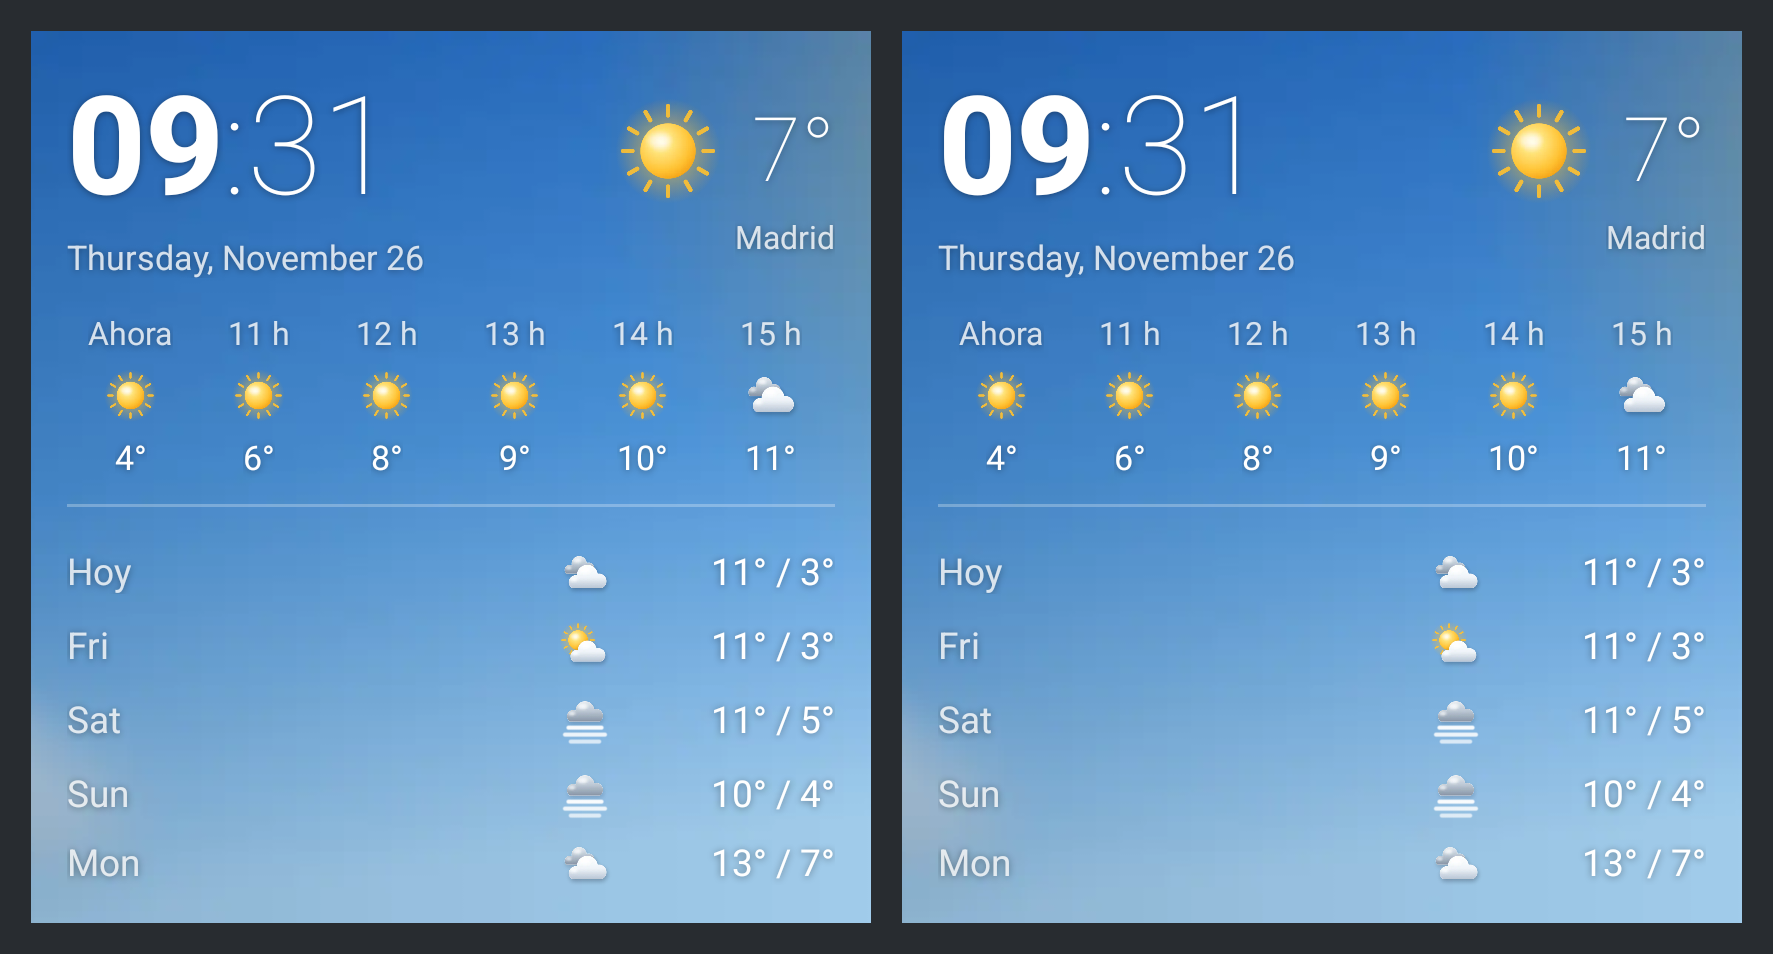 09:31
7°
Madrid
Thursday, November 26
Ahora 11 h 12 h 13 h 14 h 15 h
4° 6° 8° 9° 10° 11°
Hoy 11° / 3°
Fri 11° / 3°
Sat 11° / 5°
Sun 10° / 4°
Mon 13° / 7°
09:31
7°
Madrid
Thursday, November 26
Ahora 11 h 12 h 13 h 14 h 15 h
4° 6° 8° 9° 10° 11°
Hoy 11° / 3°
Fri 11° / 3°
Sat 11° / 5°
Sun 10° / 4°
Mon 13° / 7°